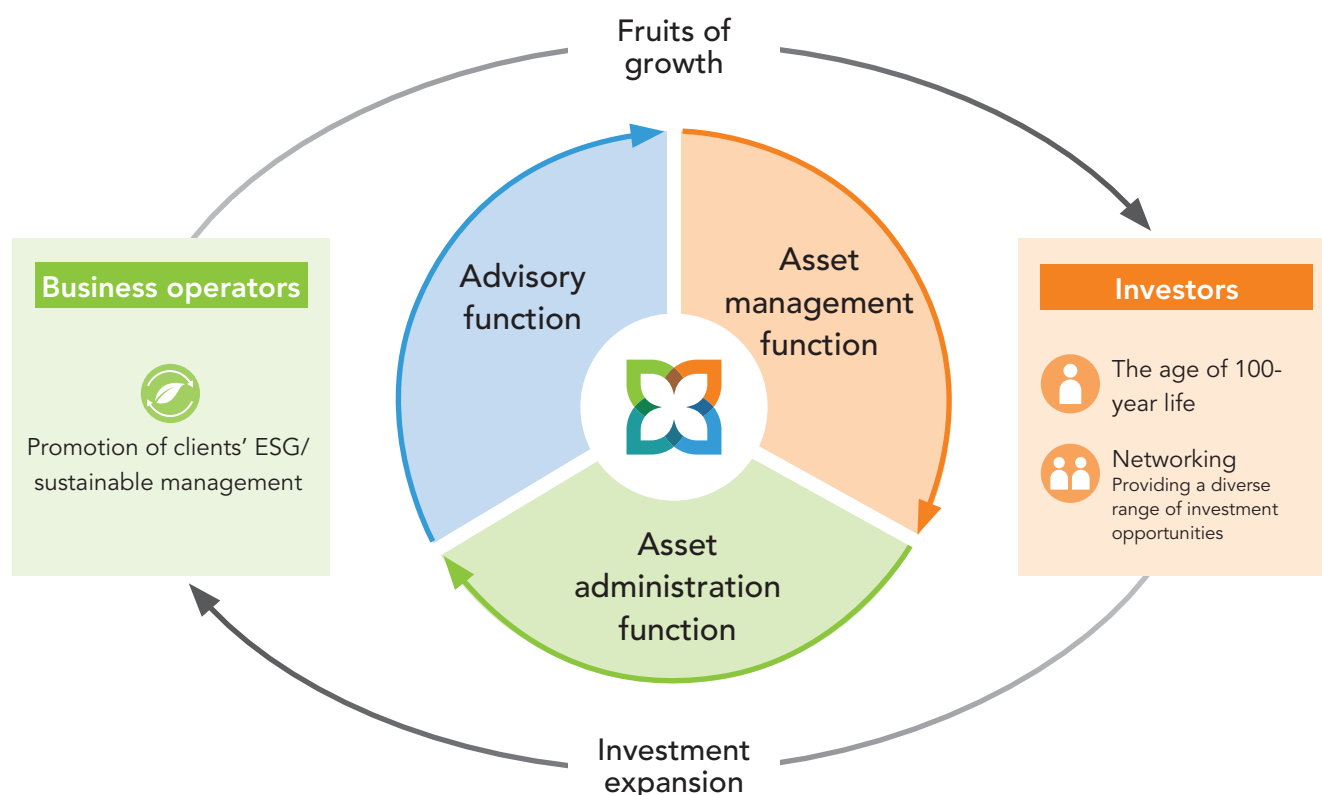 Fruits of
growth
Business operators
Promotion of clients’ ESG/
sustainable management
Advisory
function
Asset
management
function
Asset
administration
function
Investors
The age of 100-
year life
Networking
Providing a diverse
range of investment
opportunities
Investment
expansion